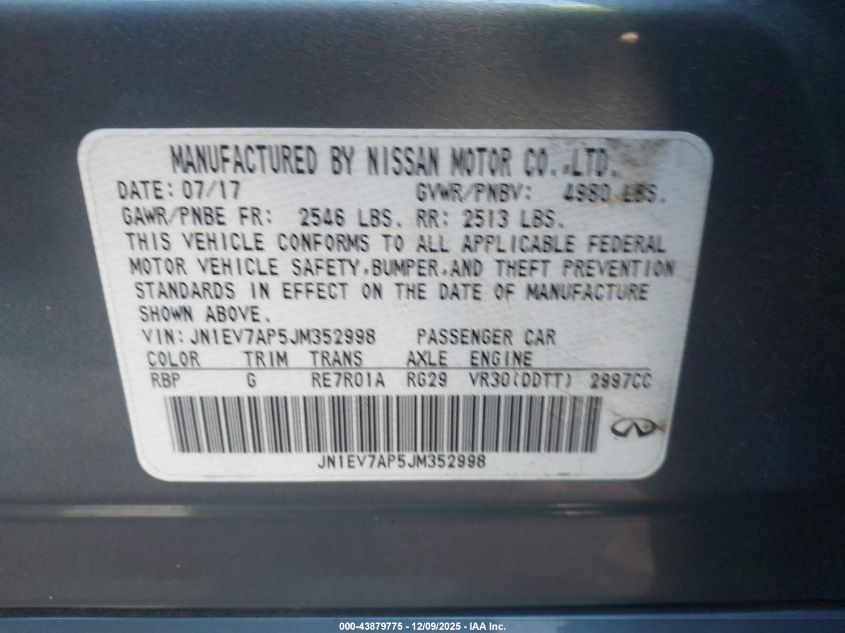 MANUFACTURED BY NISSAN MOTOR CO., LTD.
DATE: 07/17 GVWR/PNBV: 4980 LBS.
GAWR/PNBE FR: 2546 LBS. RR: 2513 LBS.
THIS VEHICLE CONFORMS TO ALL APPLICABLE FEDERAL
MOTOR VEHICLE SAFETY,BUMPER,AND THEFT PREVENTION
STANDARDS IN EFFECT ON THE DATE OF MANUFACTURE
SHOWN ABOVE.
VIN: JN1EV7AP5JM352998 PASSENGER CAR
COLOR TRIM TRANS AXLE ENGINE
RBP G RE7R01A RG29 VR30(DDTT) 2997CC
JN1EV7AP5JM352998
000-43879775 - 12/09/2025 - IAA Inc.